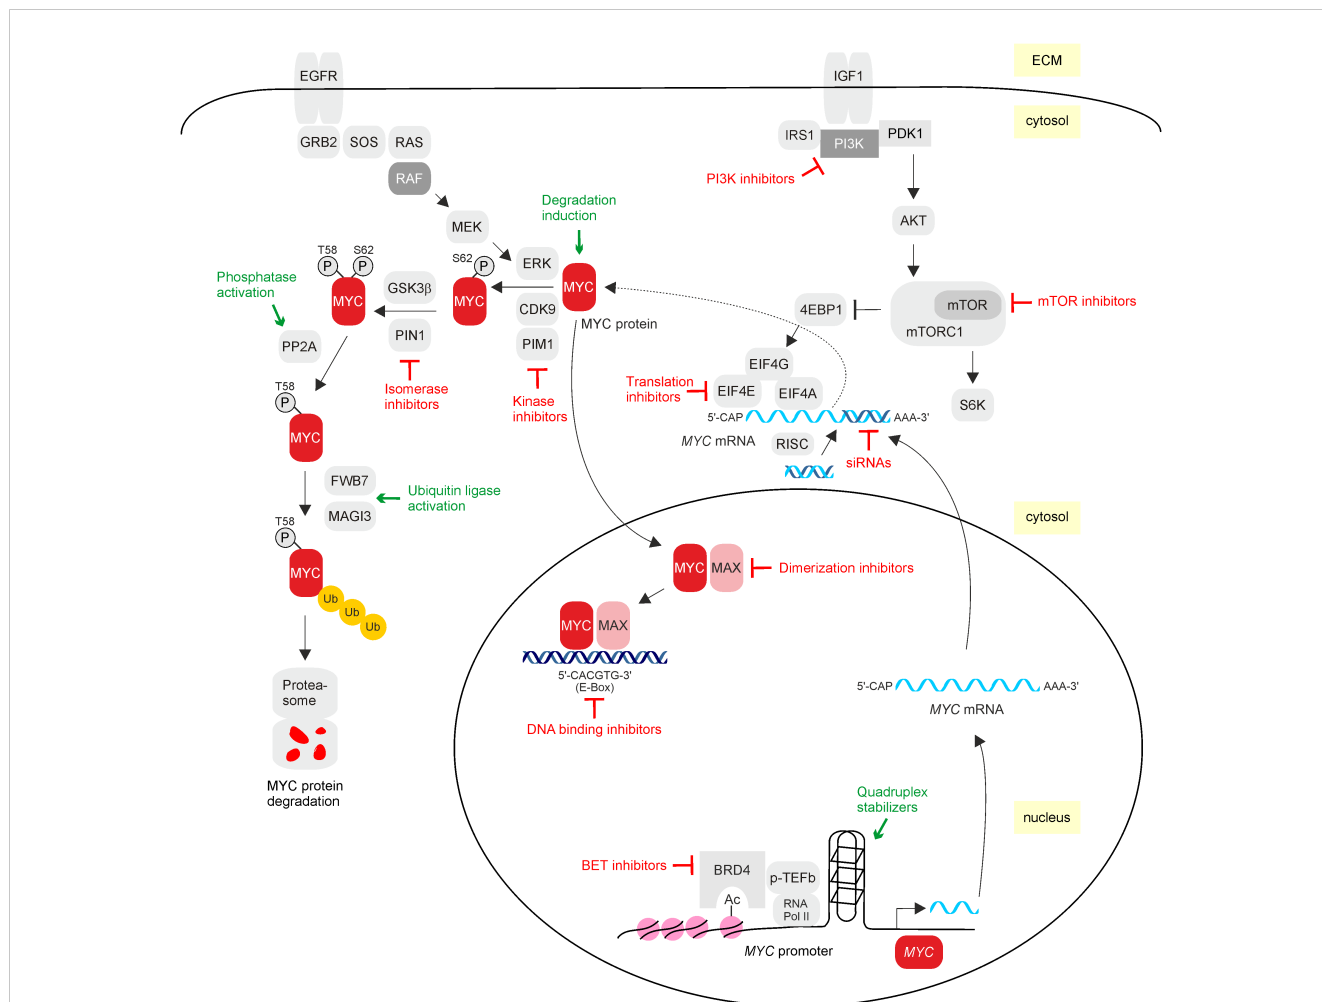 EGFR
IGF1
ECM
cytosol
GRB2
SOS
RAS
RAF
IRS1
PI3K
PDK1
PI3K inhibitors
MEK
AKT
Degradation
induction
T58
S62
P
P
S62
P
ERK
MYC
GSK3β
MYC
MYC
CDK9
MYC protein
PIM1
PIN1
Phosphatase
activation
PP2A
Isomerase
inhibitors
Kinase
inhibitors
4EBP1
mTOR
mTORC1
mTOR inhibitors
S6K
EIF4G
EIF4E
EIF4A
Translation
inhibitors
5'-CAP
AAA-3'
MYC mRNA
RISC
siRNAs
T58
P
MYC
FWB7
MAGI3
Ubiquitin ligase
activation
T58
P
MYC
Ub
Ub
Ub
Protea-
some
MYC protein
degradation
cytosol
MYC
MAX
Dimerization inhibitors
MYC
MAX
5'-CACGTG-3'
(E-Box)
DNA binding inhibitors
5'-CAP
AAA-3'
MYC mRNA
Quadruplex
stabilizers
nucleus
BET inhibitors
BRD4
Ac
p-TEFb
RNA
Pol II
MYC promoter
MYC